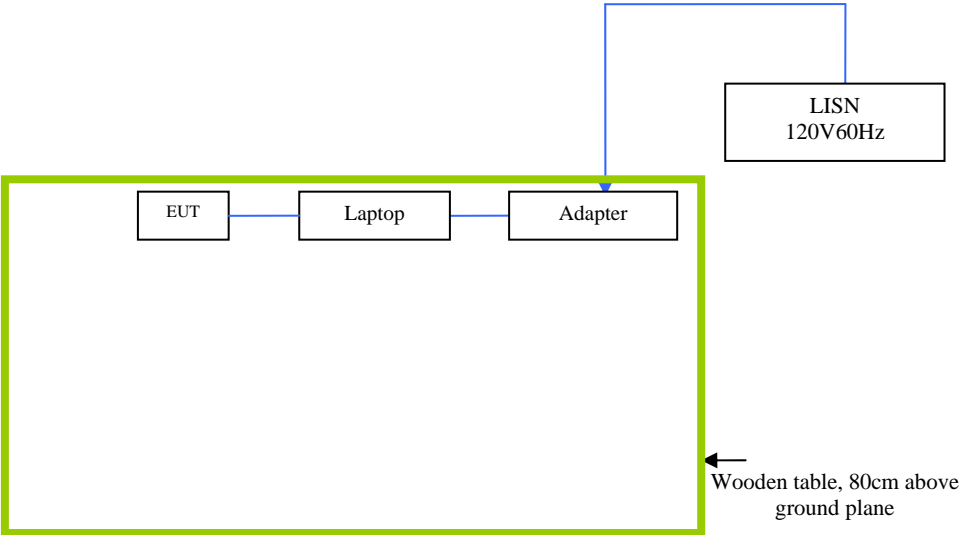 LISN
120V60Hz
EUT
Laptop
Adapter
Wooden table, 80cm above
ground plane